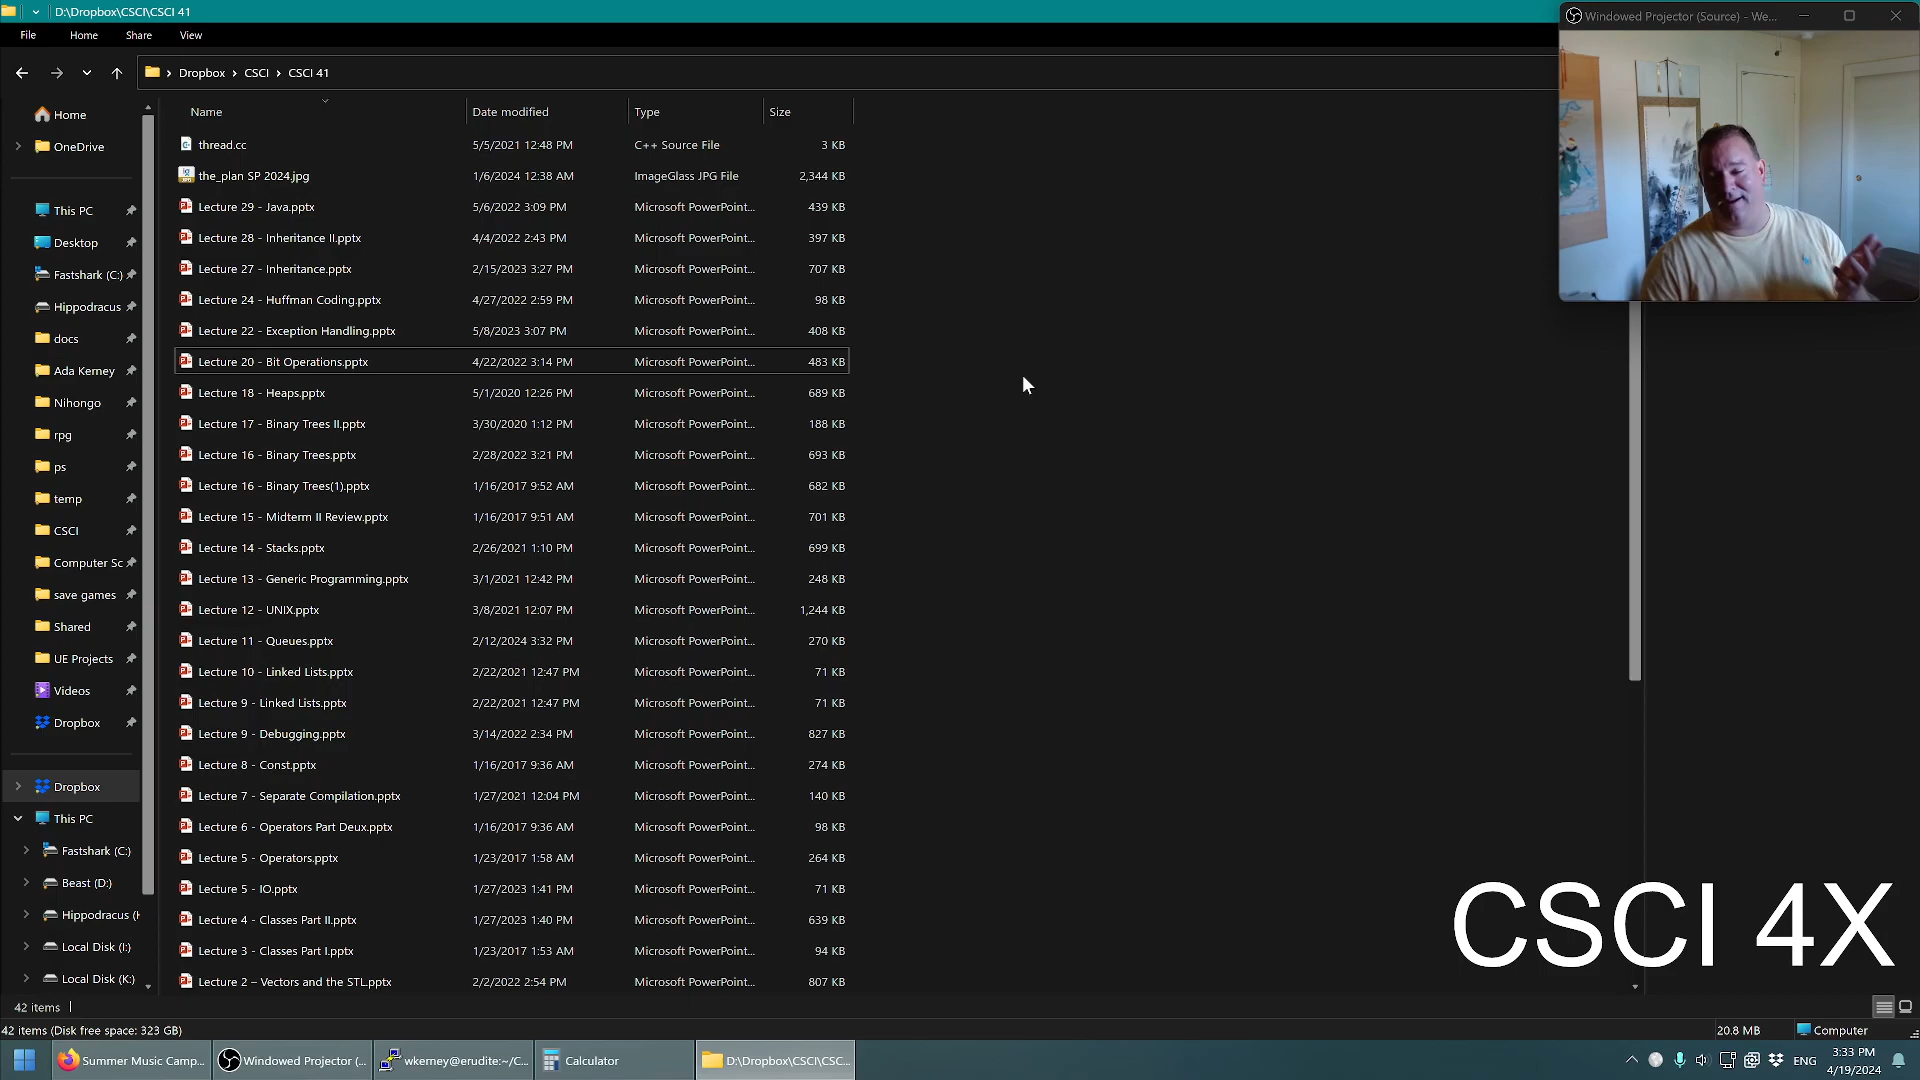 D:\Dropbox\CSCI\CSCI 41
Windowed Projector (Source) - We...
File Home Share View
Dropbox > CSCI > CSCI 41
Name Date modified Type Size
Home
OneDrive
This PC
Desktop
Fastshark (C:)
Hippodracus
docs
Ada Kerney
Nihongo
rpg
ps
temp
CSCI
Computer Sc
save games
Shared
UE Projects
Videos
Dropbox
Dropbox
This PC
Fastshark (C:)
Beast (D:)
Hippodracus (H
Local Disk (I:)
Local Disk (K:)
thread.cc 5/5/2021 12:48 PM C++ Source File 3 KB
the_plan SP 2024.jpg 1/6/2024 12:38 AM ImageGlass JPG File 2,344 KB
Lecture 29 - Java.pptx 5/6/2022 3:09 PM Microsoft PowerPoint... 439 KB
Lecture 28 - Inheritance II.pptx 4/4/2022 2:43 PM Microsoft PowerPoint... 397 KB
Lecture 27 - Inheritance.pptx 2/15/2023 3:27 PM Microsoft PowerPoint... 707 KB
Lecture 24 - Huffman Coding.pptx 4/27/2022 2:59 PM Microsoft PowerPoint... 98 KB
Lecture 22 - Exception Handling.pptx 5/8/2023 3:07 PM Microsoft PowerPoint... 408 KB
Lecture 20 - Bit Operations.pptx 4/22/2022 3:14 PM Microsoft PowerPoint... 483 KB
Lecture 18 - Heaps.pptx 5/1/2020 12:26 PM Microsoft PowerPoint... 689 KB
Lecture 17 - Binary Trees II.pptx 3/30/2020 1:12 PM Microsoft PowerPoint... 188 KB
Lecture 16 - Binary Trees.pptx 2/28/2022 3:21 PM Microsoft PowerPoint... 693 KB
Lecture 16 - Binary Trees(1).pptx 1/16/2017 9:52 AM Microsoft PowerPoint... 682 KB
Lecture 15 - Midterm II Review.pptx 1/16/2017 9:51 AM Microsoft PowerPoint... 701 KB
Lecture 14 - Stacks.pptx 2/26/2021 1:10 PM Microsoft PowerPoint... 699 KB
Lecture 13 - Generic Programming.pptx 3/1/2021 12:42 PM Microsoft PowerPoint... 248 KB
Lecture 12 - UNIX.pptx 3/8/2021 12:07 PM Microsoft PowerPoint... 1,244 KB
Lecture 11 - Queues.pptx 2/12/2024 3:32 PM Microsoft PowerPoint... 270 KB
Lecture 10 - Linked Lists.pptx 2/22/2021 12:47 PM Microsoft PowerPoint... 71 KB
Lecture 9 - Linked Lists.pptx 2/22/2021 12:47 PM Microsoft PowerPoint... 71 KB
Lecture 9 - Debugging.pptx 3/14/2022 2:34 PM Microsoft PowerPoint... 827 KB
Lecture 8 - Const.pptx 1/16/2017 9:36 AM Microsoft PowerPoint... 274 KB
Lecture 7 - Separate Compilation.pptx 1/27/2021 12:04 PM Microsoft PowerPoint... 140 KB
Lecture 6 - Operators Part Deux.pptx 1/16/2017 9:36 AM Microsoft PowerPoint... 98 KB
Lecture 5 - Operators.pptx 1/23/2017 1:58 AM Microsoft PowerPoint... 264 KB
Lecture 5 - IO.pptx 1/27/2023 1:41 PM Microsoft PowerPoint... 71 KB
Lecture 4 - Classes Part II.pptx 1/27/2023 1:40 PM Microsoft PowerPoint... 639 KB
Lecture 3 - Classes Part I.pptx 1/23/2017 1:53 AM Microsoft PowerPoint... 94 KB
Lecture 2 – Vectors and the STL.pptx 2/2/2022 2:54 PM Microsoft PowerPoint... 807 KB
CSCI 4X
42 items
42 items (Disk free space: 323 GB) 20.8 MB Computer
Summer Music Camp... Windowed Projector (... wkerney@erudite:~/C... Calculator D:\Dropbox\CSCI\CSC... ENG 3:33 PM
4/19/2024